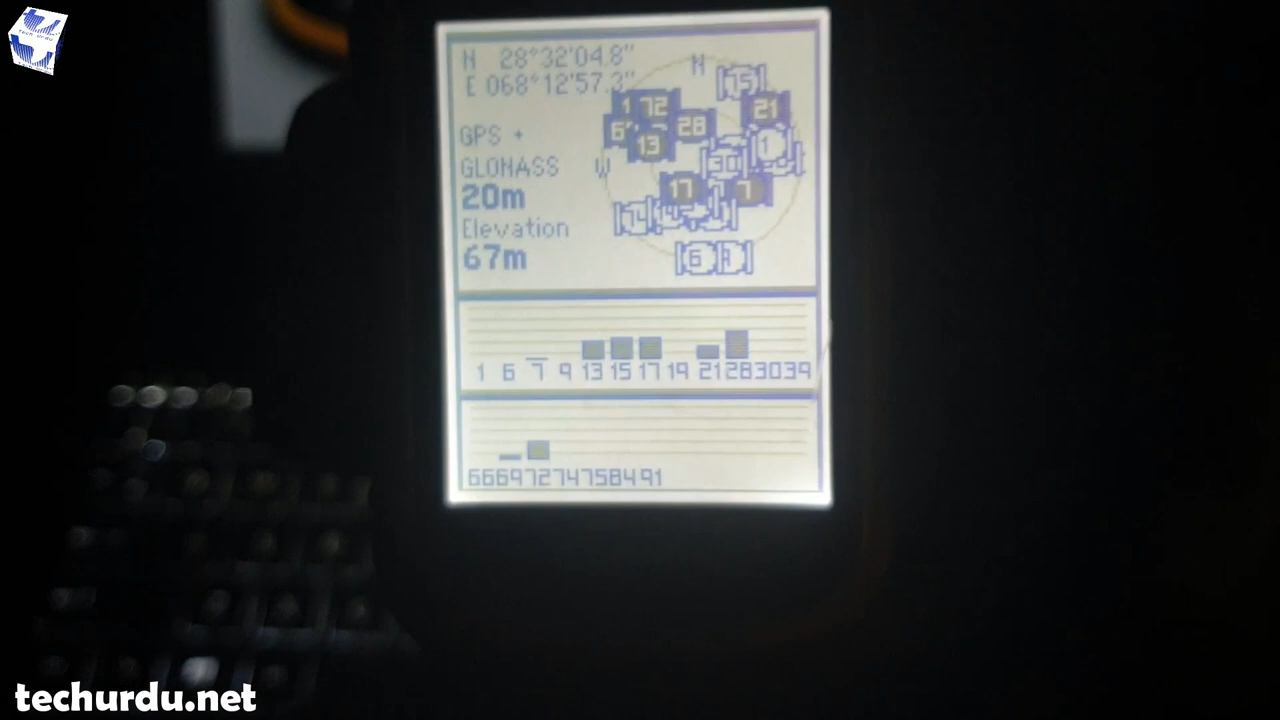 Tech Urdu
N 28°32'04.8"
E 068°12'57.3"
GPS +
GLONASS
20m
Elevation
67m
N
W
15
21
1 72
28
13
1
30
17
7
6
1 6 7 9 13 15 17 19 21 28 30 39
66 69 72 74 75 84 91
techurdu.net